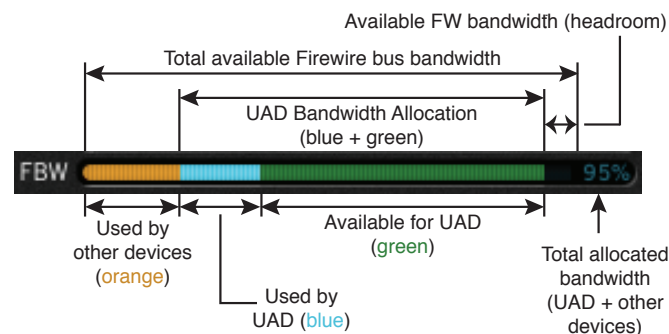 Available FW bandwidth (headroom)
Total available Firewire bus bandwidth
UAD Bandwidth Allocation
(blue + green)
FBW
95%
Used by
other devices
(orange)
Available for UAD
(green)
Used by
UAD (blue)
Total allocated
bandwidth
(UAD + other
devices)